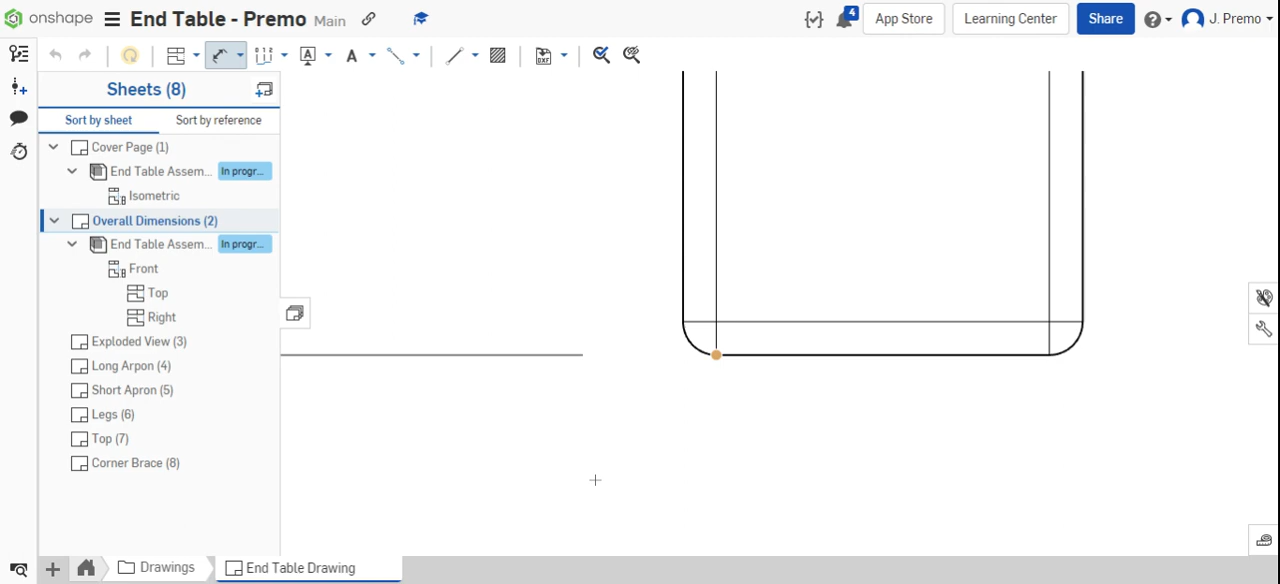 onshape End Table - Premo Main 4 App Store Learning Center Share J. Premo
Sheets (8)
Sort by sheet Sort by reference
Cover Page (1)
End Table Assem... In progr...
Isometric
Overall Dimensions (2)
End Table Assem... In progr...
Front
Top
Right
Exploded View (3)
Long Arpon (4)
Short Apron (5)
Legs (6)
Top (7)
Corner Brace (8)
Drawings End Table Drawing